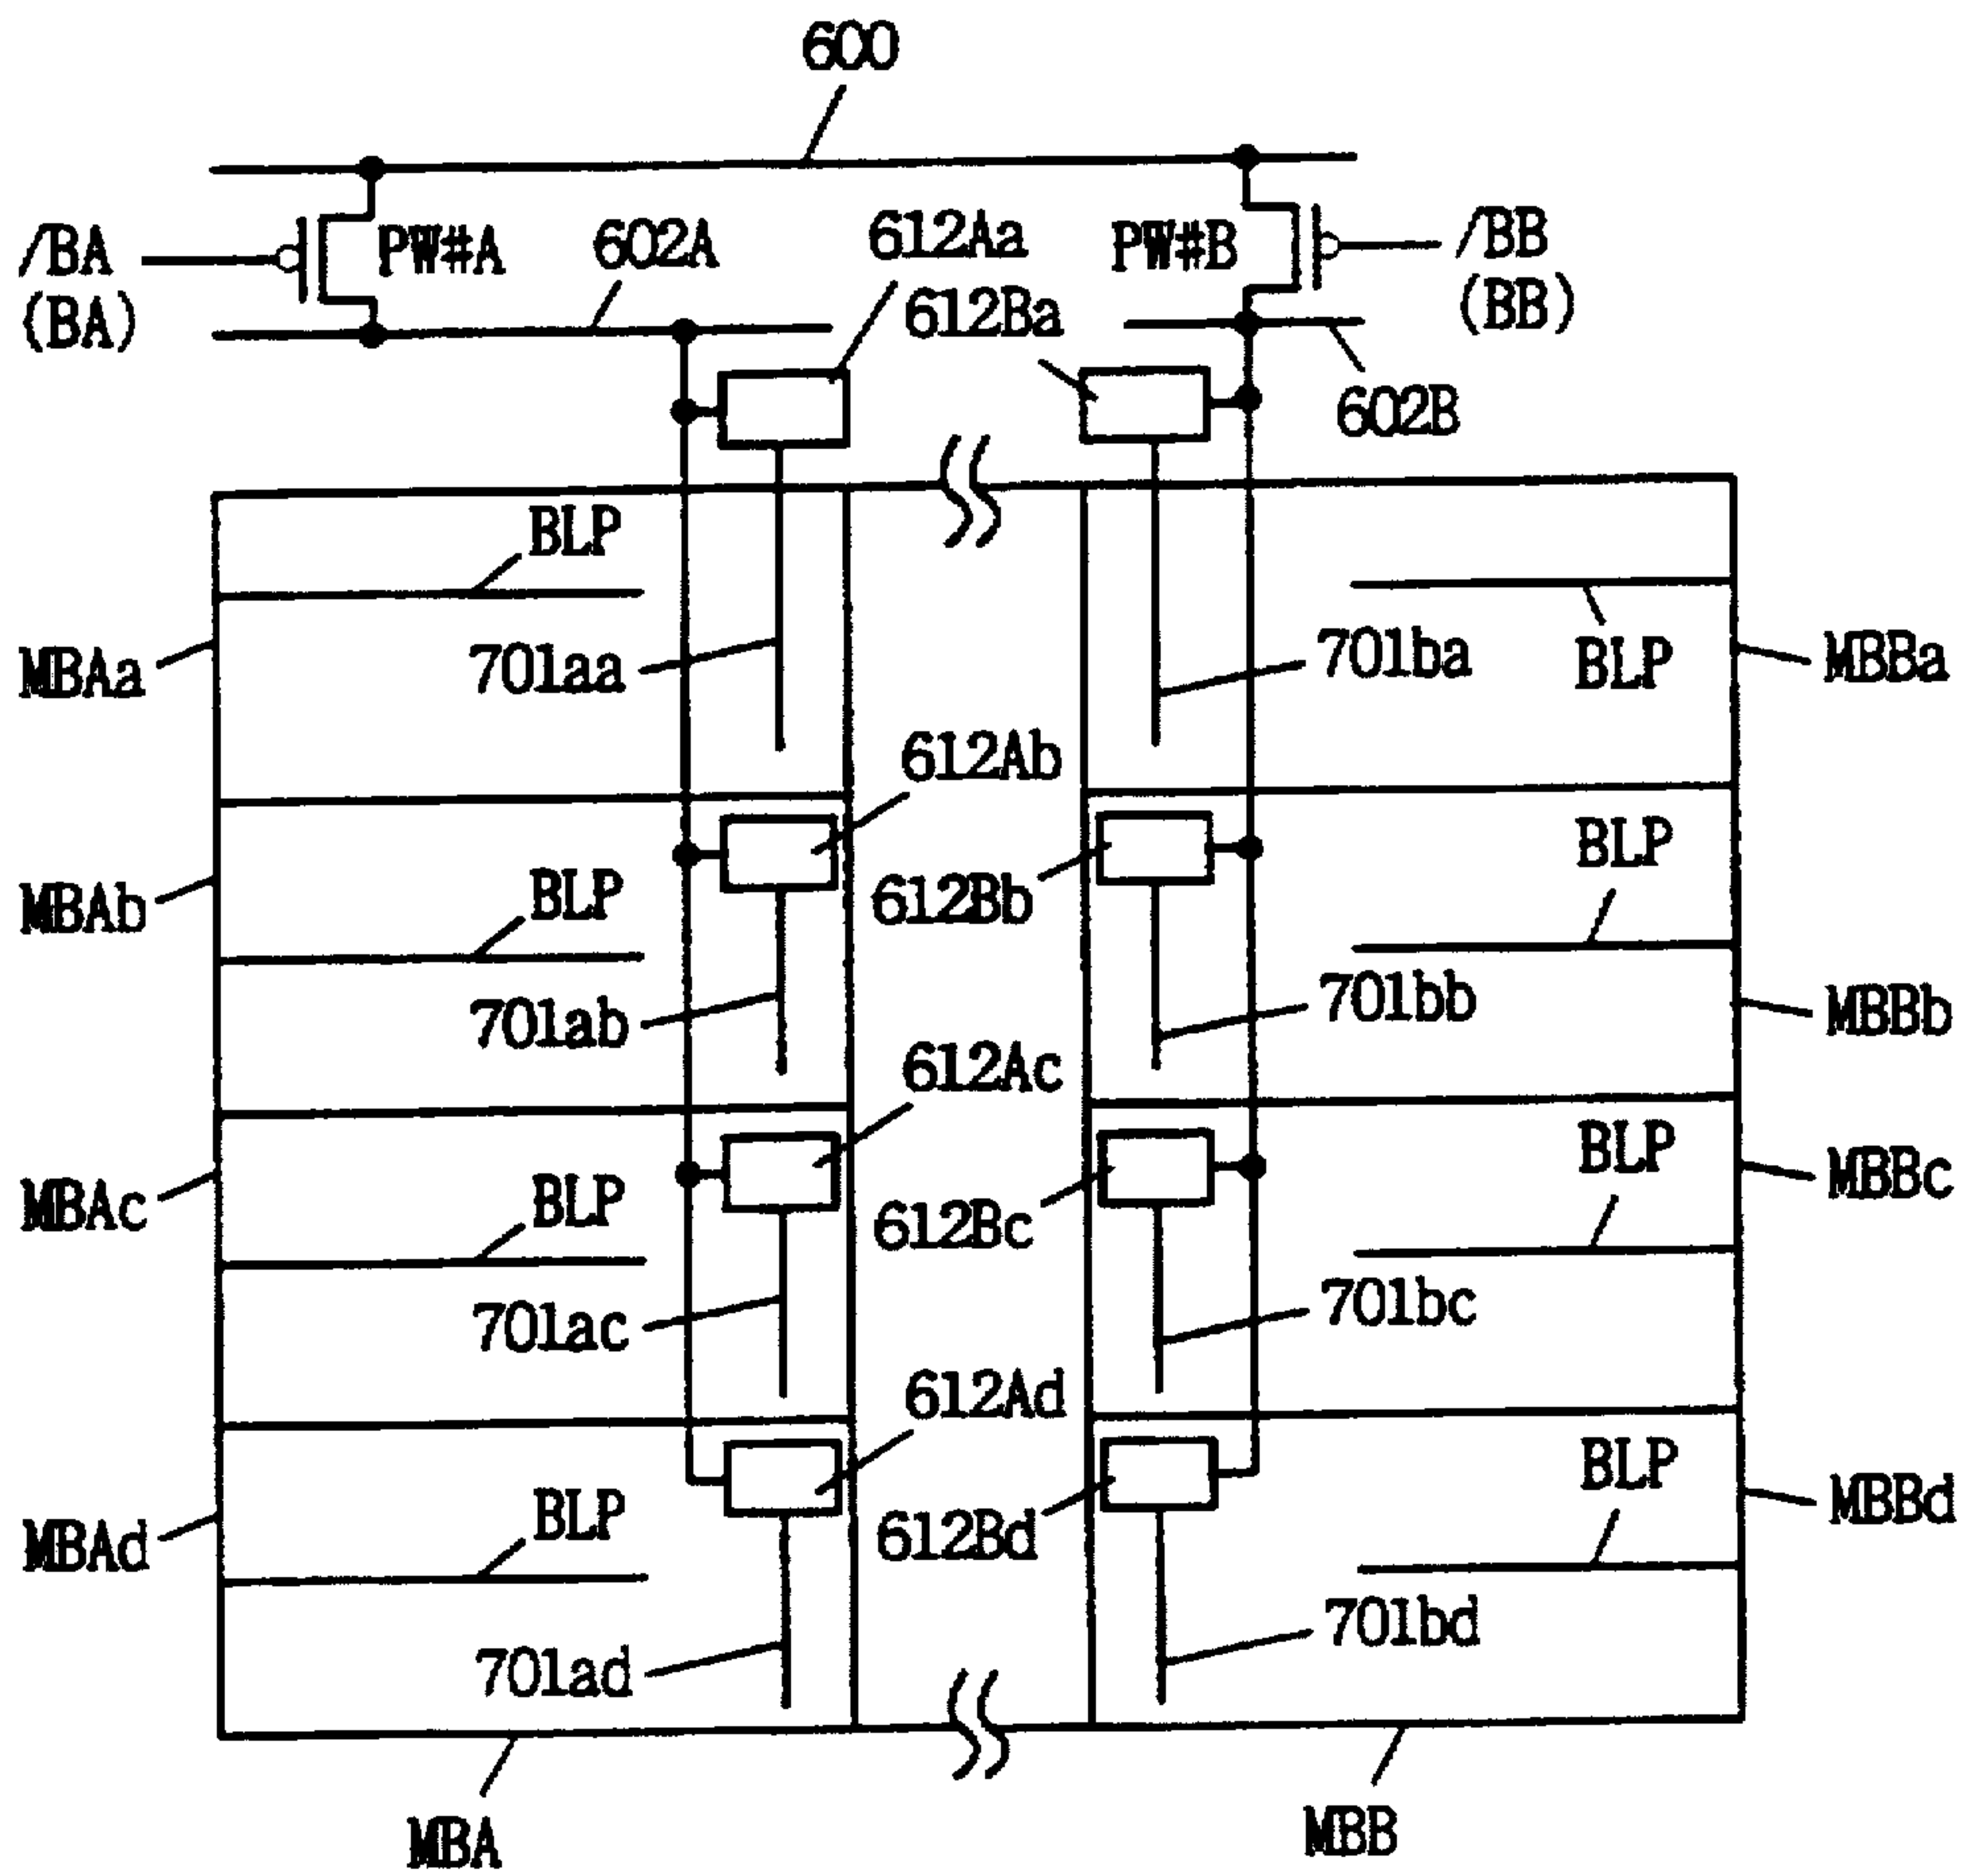 600
/BA
(BA)
PW#A
602A
612Aa
612Ba
PW#B
/BB
(BB)
602B
BLP
701aa
MBAa
701ba
BLP
MBBa
612Ab
BLP
MBAb
BLP
612Bb
701ab
701bb
MBBb
612Ac
BLP
MBAc
BLP
612Bc
MBBc
701ac
701bc
612Ad
BLP
MBAd
BLP
612Bd
MBBd
701ad
701bd
MBA
MBB